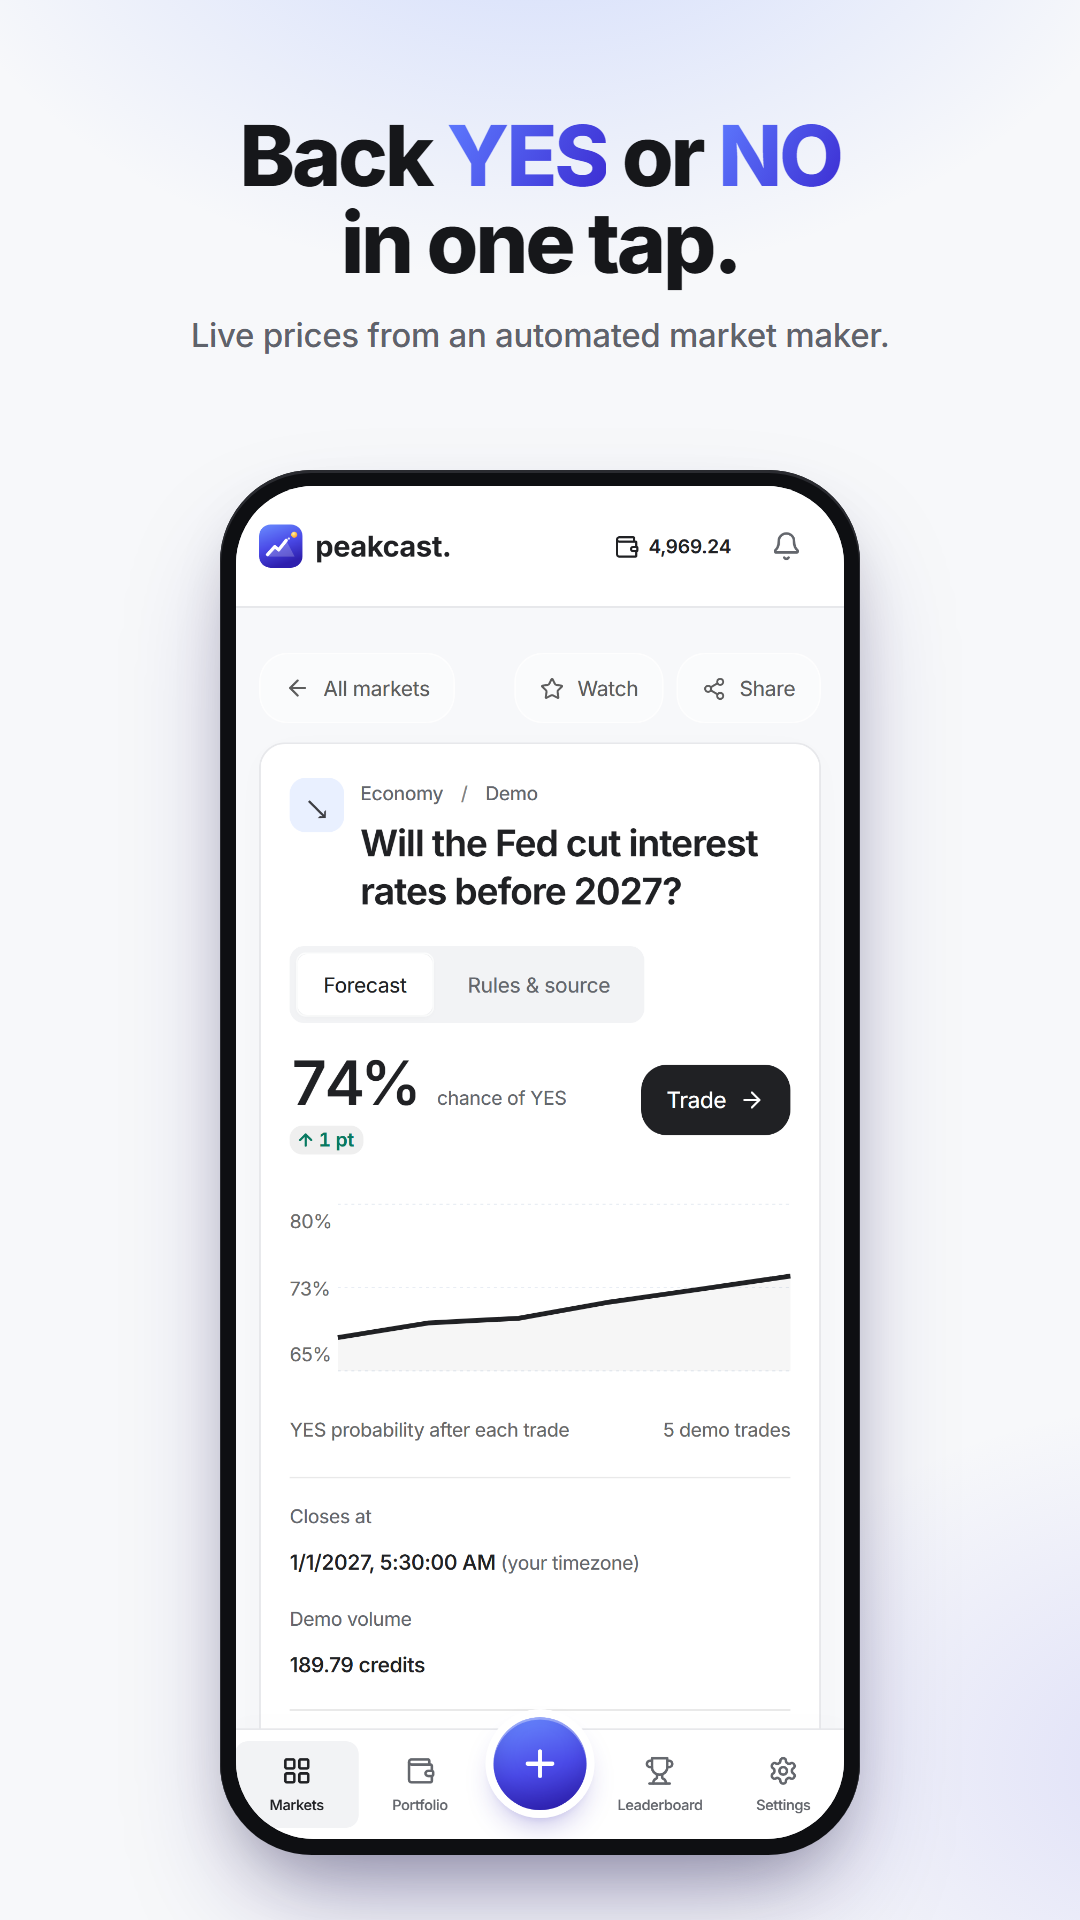 Back YES or NO
in one tap.
Live prices from an automated market maker.
peakcast.
4,969.24
All markets
Watch
Share
Economy / Demo
Will the Fed cut interest
rates before 2027?
Forecast
Rules & source
74% chance of YES
Trade
1 pt
80%
73%
65%
YES probability after each trade
5 demo trades
Closes at
1/1/2027, 5:30:00 AM (your timezone)
Demo volume
189.79 credits
Markets
Portfolio
Leaderboard
Settings